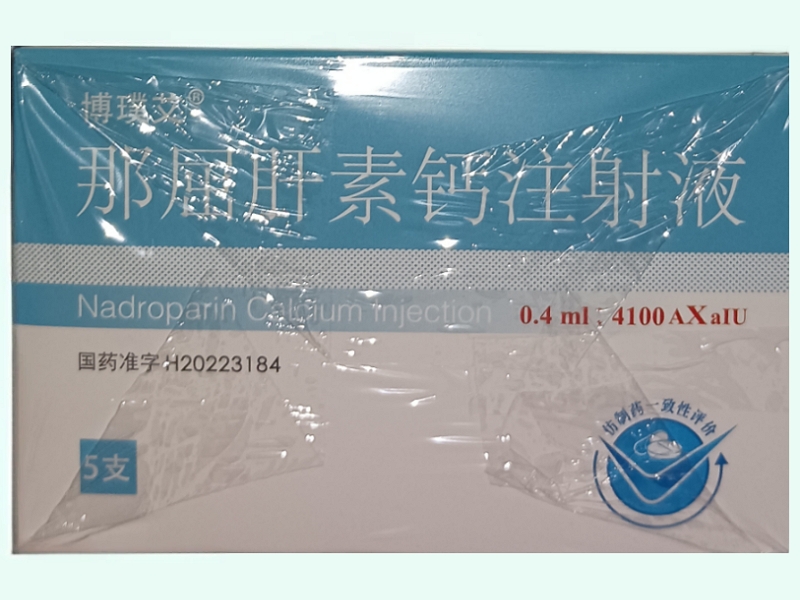 博璞艾®
那屈肝素钙注射液
Nadroparin Calcium Injection
0.4 ml : 4100 AXaIU
国药准字 H20223184
仿制药一致性评价
5支